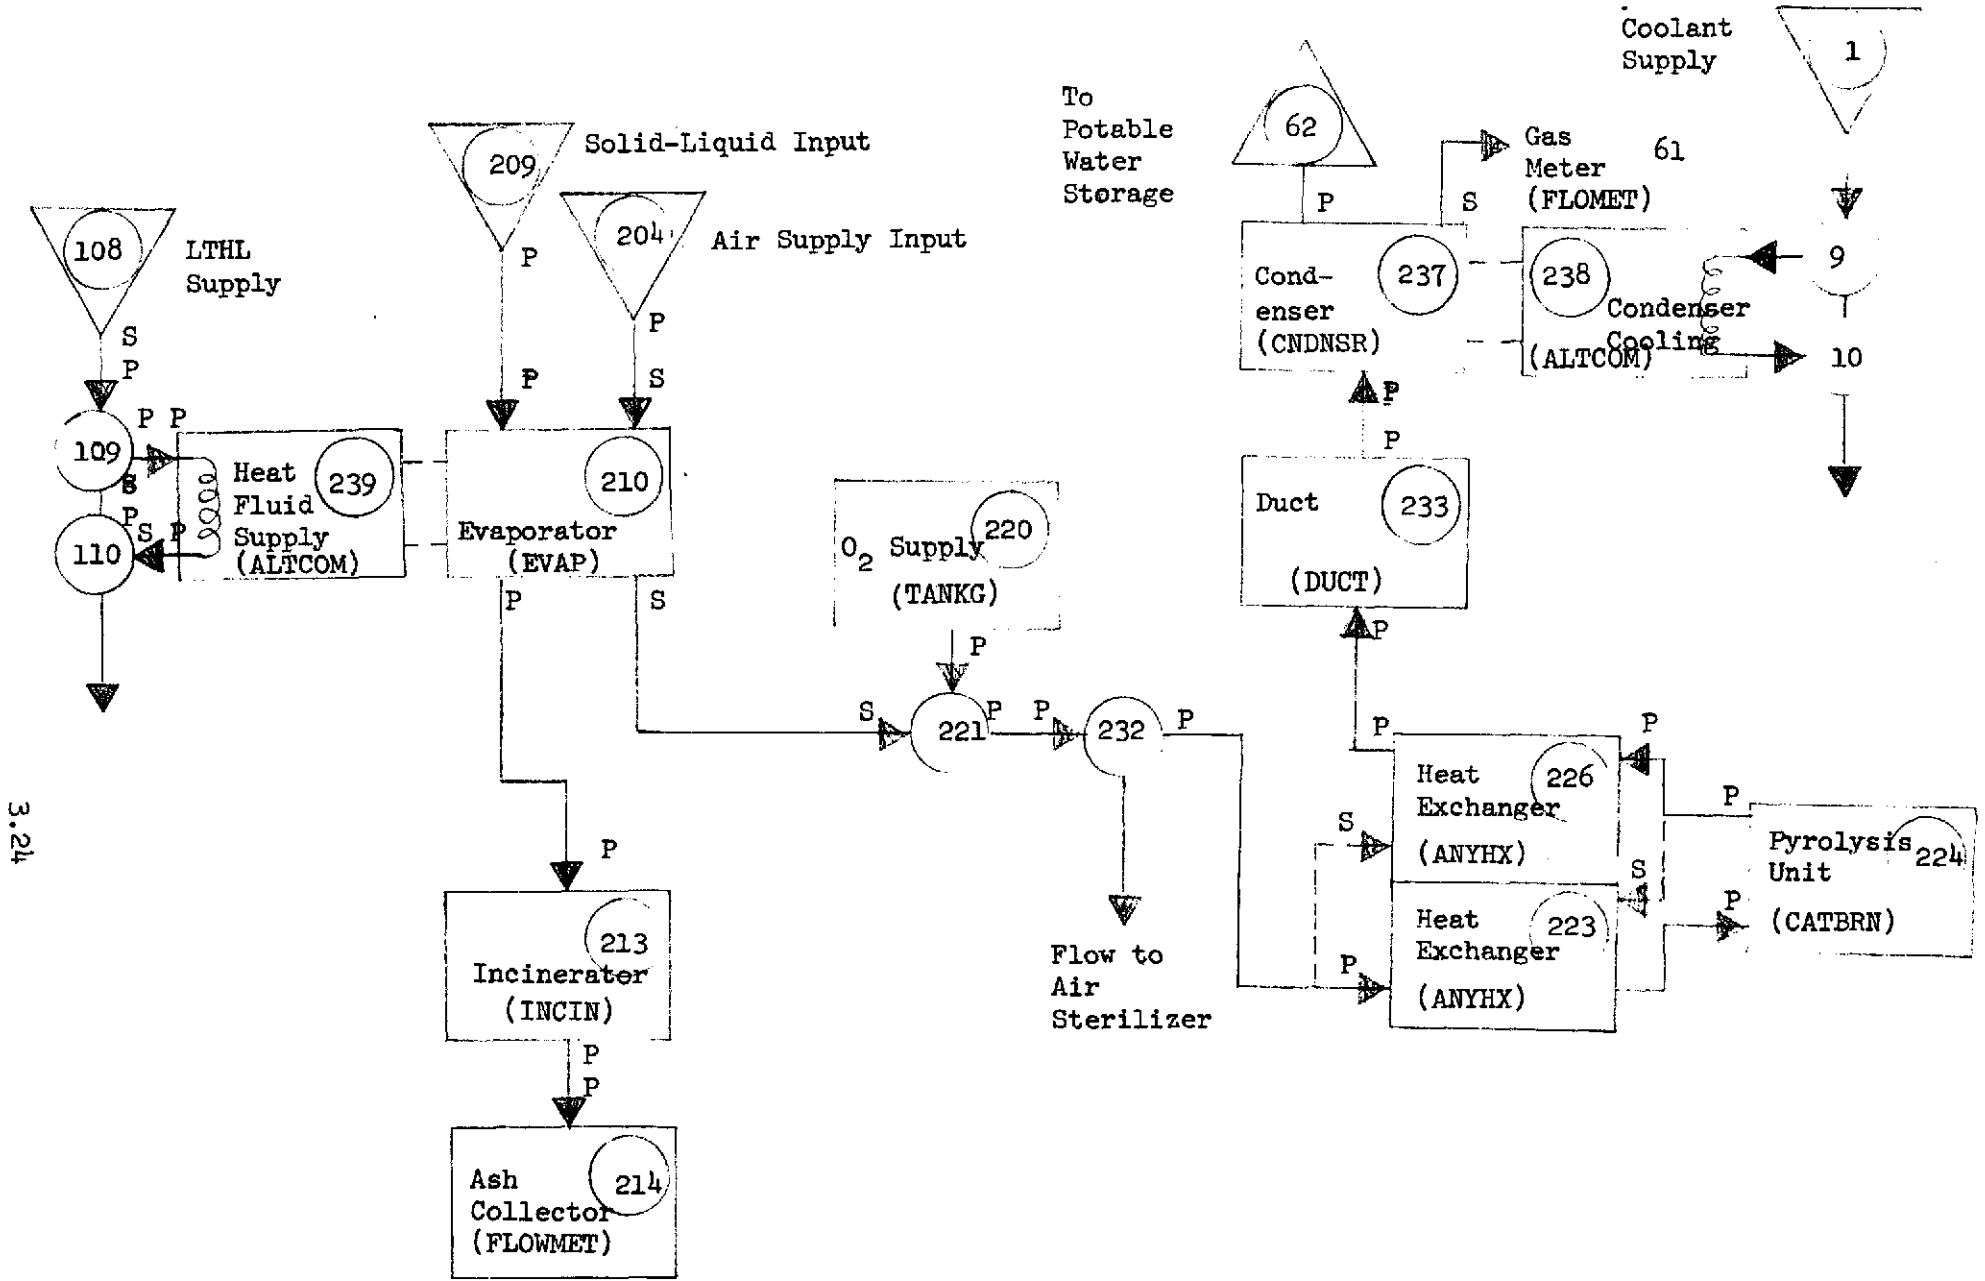 Coolant
Supply
1
To
Potable
Water
Storage
62
Gas
Meter
(FLOMET)
61
P
S
209
Solid-Liquid Input
P
204
Air Supply Input
P
108
LTHL
Supply
S
P
P
S
9
10
Cond-
enser
(CNDNSR)
237
238
Condenser
Cooling
(ALTCOM)
P
P
109
P P
S
P
110
S P
Heat
Fluid
Supply
(ALTCOM)
239
210
Evaporator
(EVAP)
P
S
220
O2 Supply
(TANKG)
P
Duct
233
(DUCT)
P
S
221
P
P
232
P
P
P
Heat
Exchanger
(ANYHX)
226
S
P
Pyrolysis
Unit
(CATBRN)
224
S
P
Heat
Exchanger
(ANYHX)
223
P
Flow to
Air
Sterilizer
P
213
Incinerator
(INCIN)
P
P
Ash
Collector
(FLOWMET)
214
3.24